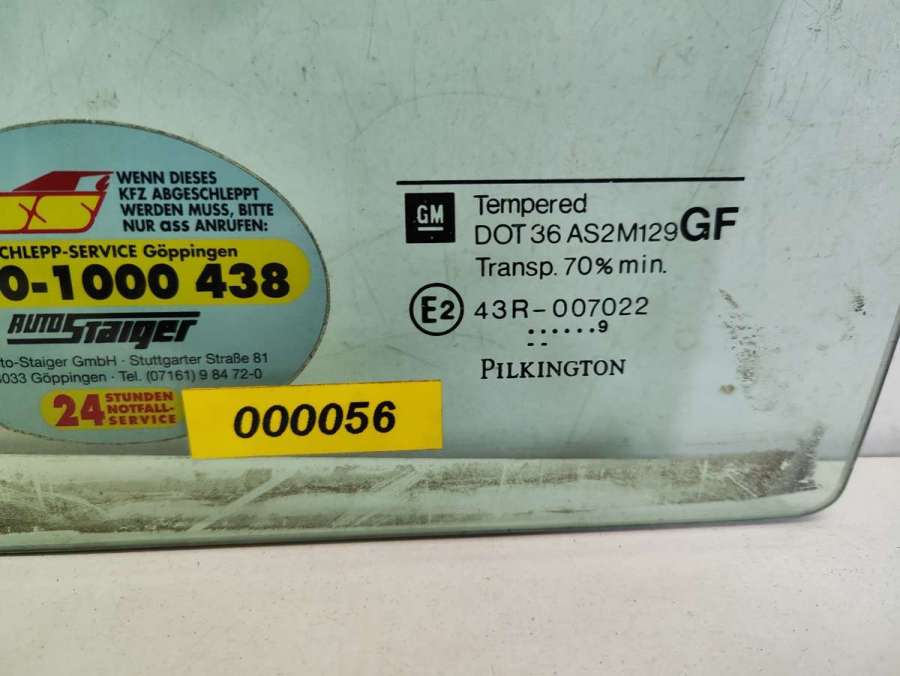 WENN DIESES
KFZ ABGESCHLEPPT
WERDEN MUSS, BITTE
NUR ass ANRUFEN:
CHLEPP-SERVICE Göppingen
0-1000 438
AUTO Staiger
to-Staiger GmbH · Stuttgarter Straße 81
033 Göppingen · Tel. (07161) 9 84 72-0
24 STUNDEN
NOTFALL-
SERVICE
000056
GM
Tempered
DOT 36 AS2M129 GF
Transp. 70% min.
E2 43R-007022
......9
--
PILKINGTON